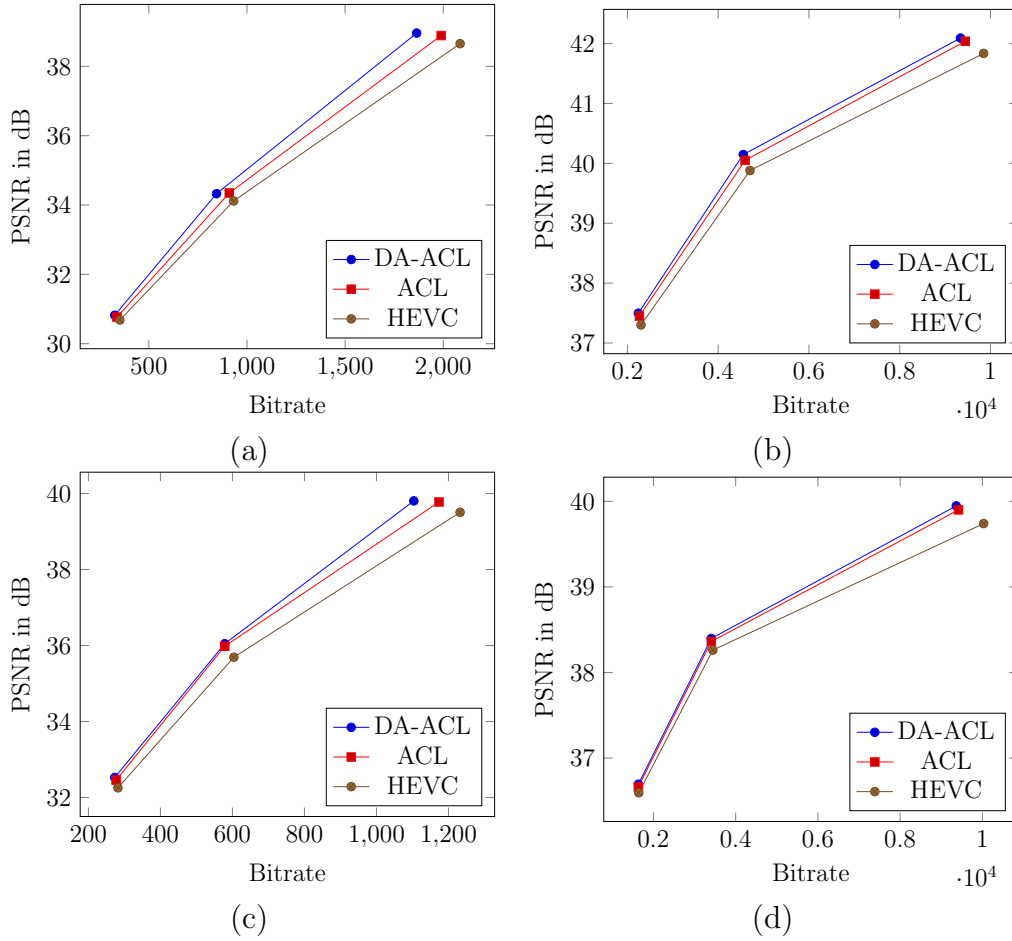 38
36
34
32
30
PSNR in dB
DA-ACL
ACL
HEVC
500 1,000 1,500 2,000
Bitrate
(a)
42
41
40
39
38
37
PSNR in dB
DA-ACL
ACL
HEVC
0.2 0.4 0.6 0.8 1
Bitrate
·10⁴
(b)
40
38
36
34
32
PSNR in dB
DA-ACL
ACL
HEVC
200 400 600 800 1,000 1,200
Bitrate
(c)
40
39
38
37
PSNR in dB
DA-ACL
ACL
HEVC
0.2 0.4 0.6 0.8 1
Bitrate
·10⁴
(d)